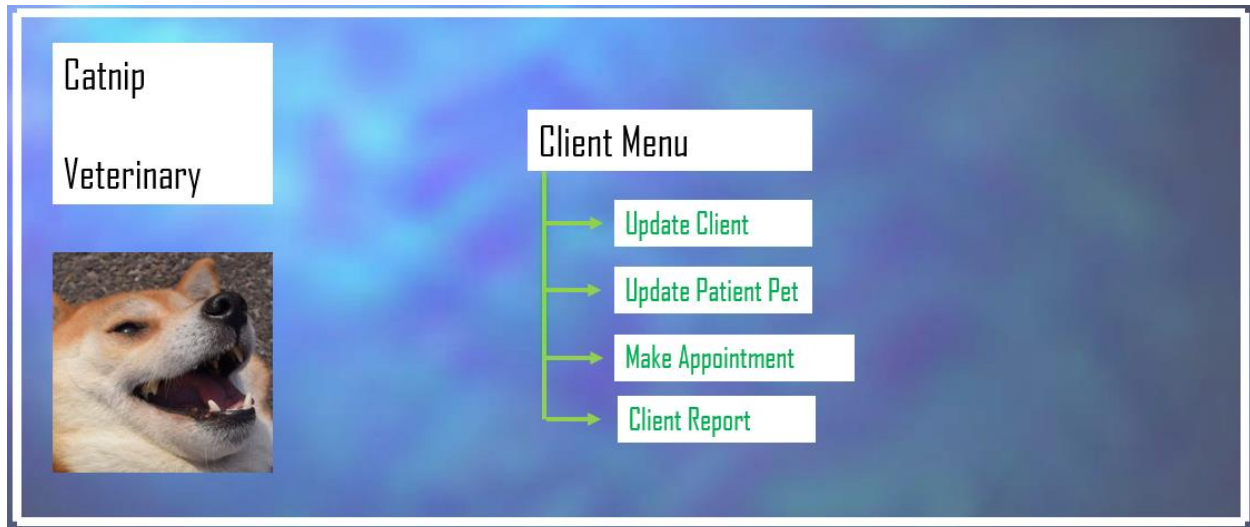 Catnip
Veterinary
Client Menu
Update Client
Update Patient Pet
Make Appointment
Client Report